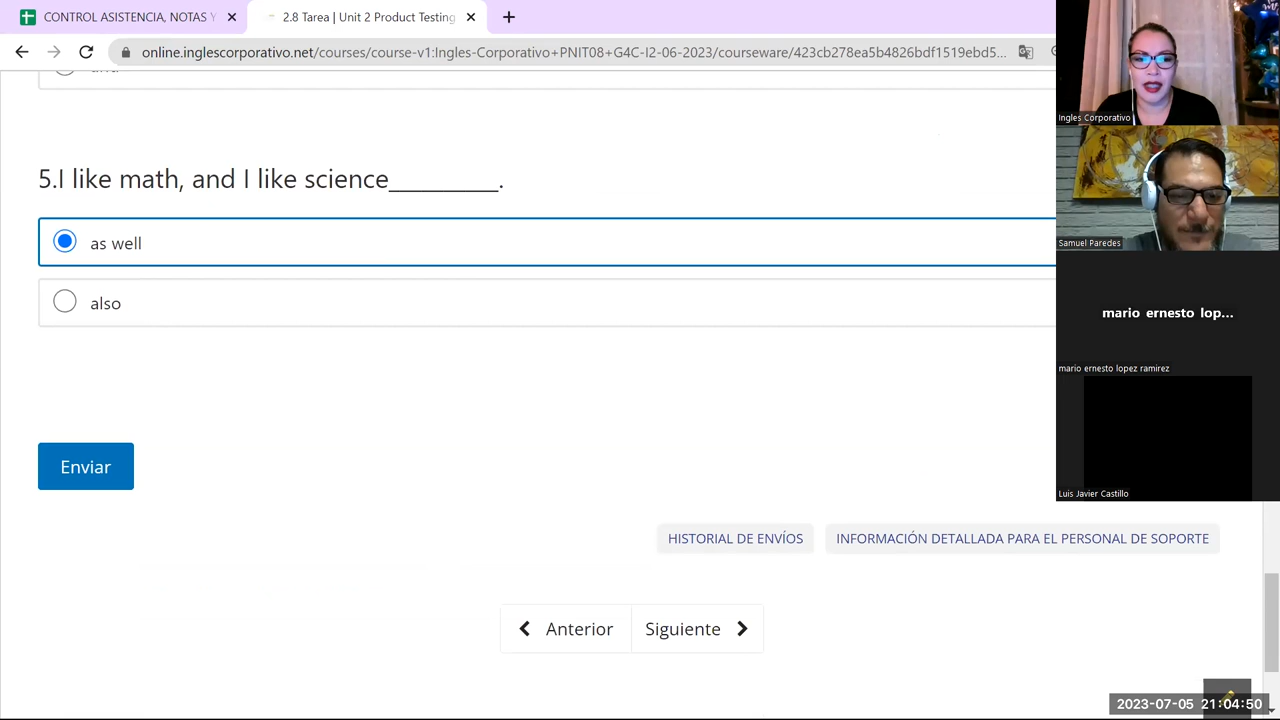 CONTROL ASISTENCIA, NOTAS Y
2.8 Tarea | Unit 2 Product Testing
online.inglescorporativo.net/courses/course-v1:Ingles-Corporativo+PNIT08+G4C-I2-06-2023/courseware/423cb278ea5b4826bdf1519ebd5...
Ingles Corporativo
5.I like math, and I like science__________.
Samuel Paredes
as well
also
mario ernesto lop...
mario ernesto lopez ramirez
Enviar
Luis Javier Castillo
HISTORIAL DE ENVÍOS
INFORMACIÓN DETALLADA PARA EL PERSONAL DE SOPORTE
Anterior
Siguiente
2023-07-05 21:04:50